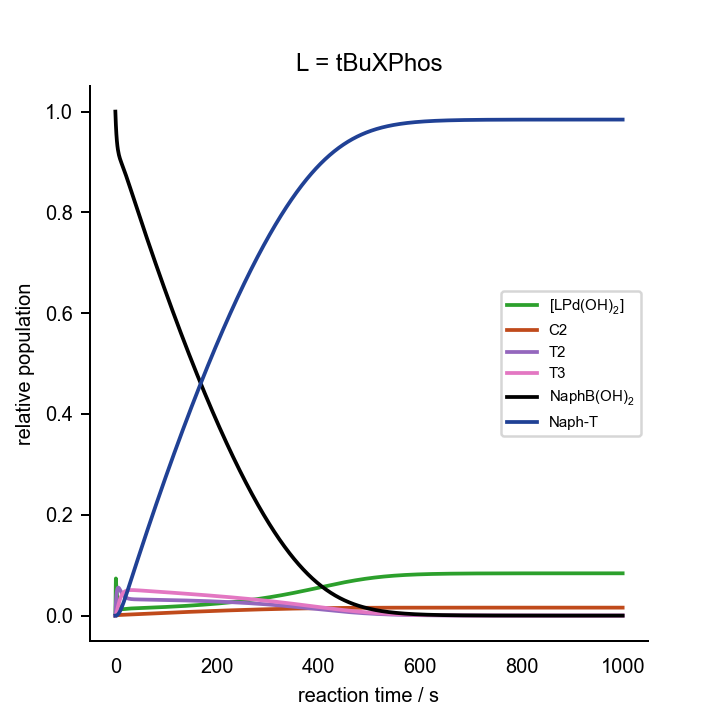 L = tBuXPhos
relative population
1.0
0.8
0.6
0.4
0.2
0.0
[LPd(OH)₂]
C2
T2
T3
NaphB(OH)₂
Naph-T
0 200 400 600 800 1000
reaction time / s